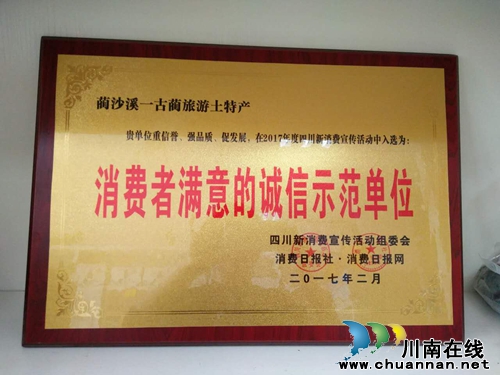 蔺沙溪一古蔺旅游土特产
贵单位重信誉、强品质、促发展，在2017年度四川新消费宣传活动中入选为：
消费者满意的诚信示范单位
四川新消费宣传活动组委会
消费日报社·消费日报网
二〇一七年二月
川南在线
www.chuannan.net